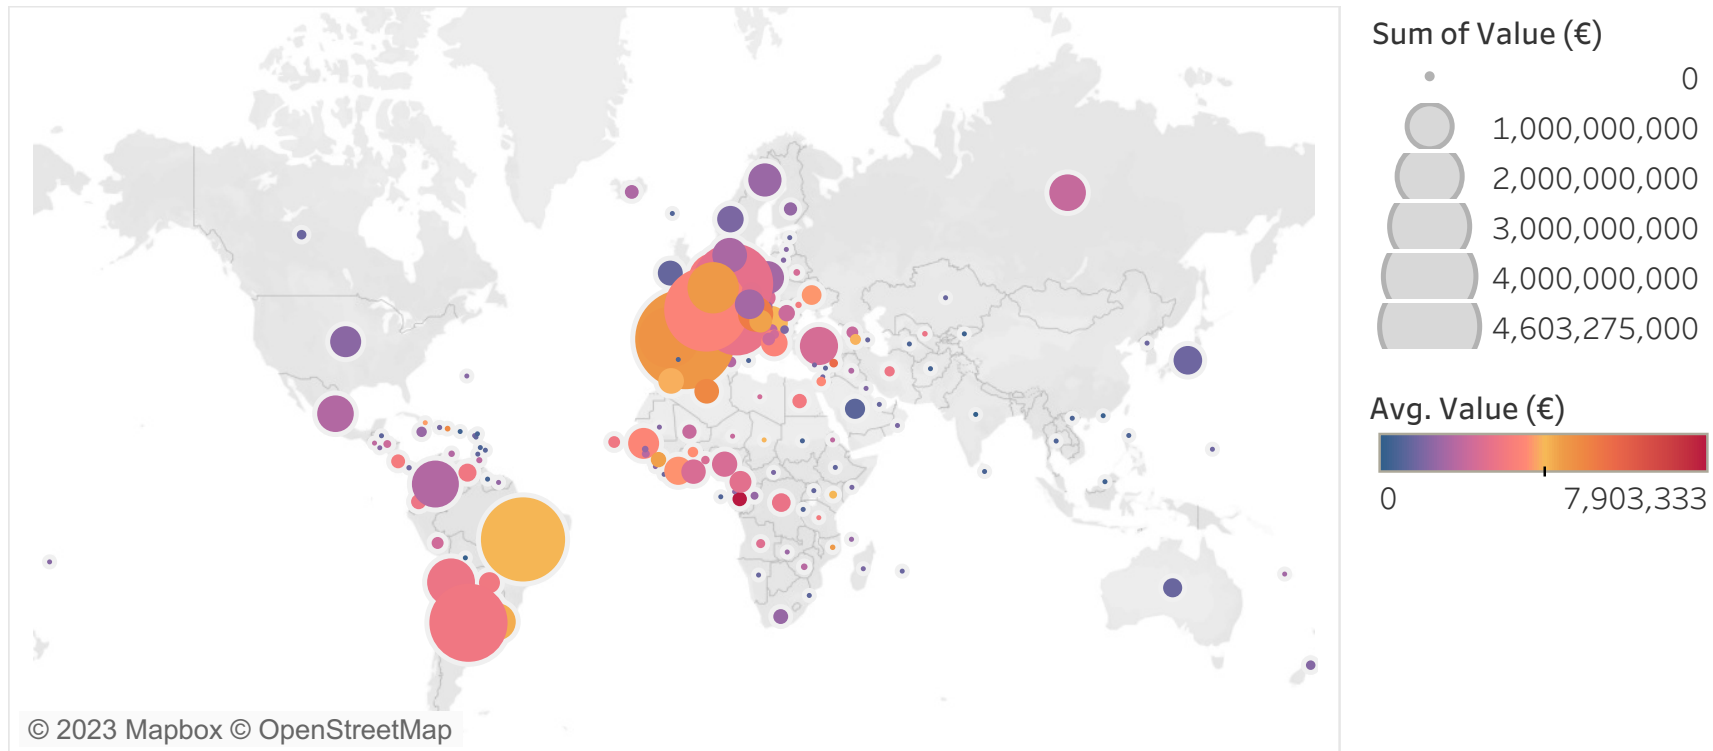 Sum of Value (€)
0
1,000,000,000
2,000,000,000
3,000,000,000
4,000,000,000
4,603,275,000
Avg. Value (€)
0 7,903,333
© 2023 Mapbox © OpenStreetMap